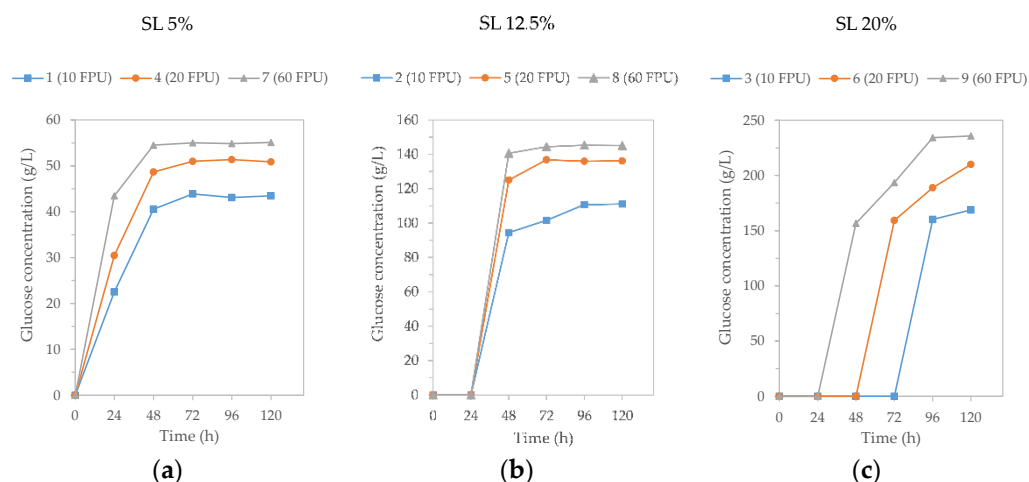 SL 5%
1 (10 FPU) 4 (20 FPU) 7 (60 FPU)
Glucose concentration (g/L)
60
50
40
30
20
10
0
0 24 48 72 96 120
Time (h)
(a)
SL 12.5%
2 (10 FPU) 5 (20 FPU) 8 (60 FPU)
Glucose concentration (g/L)
160
140
120
100
80
60
40
20
0
0 24 48 72 96 120
Time (h)
(b)
SL 20%
3 (10 FPU) 6 (20 FPU) 9 (60 FPU)
Glucose concentration (g/L)
250
200
150
100
50
0
0 24 48 72 96 120
Time (h)
(c)